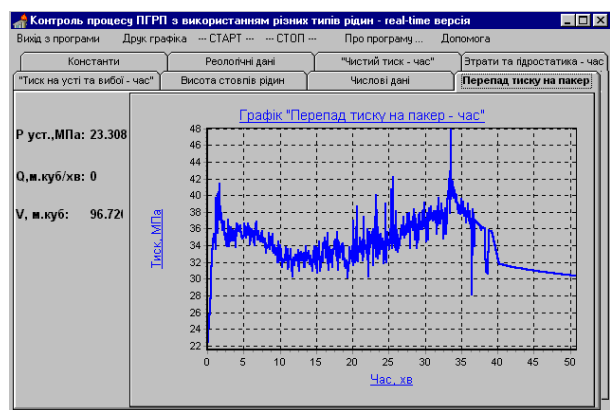 Контроль процесу ПГРП з використанням різних типів рідин - real-time версія
Вихід з програми Друк графіка --- СТАРТ --- --- СТОП --- Про програму ... Допомога
Константи Реологічні дані "Чистий тиск - час" Втрати та гідростатика - час
"Тиск на усті та вибої - час" Висота стовпів рідин Числові дані Перепад тиску на пакер
Графік "Перепад тиску на пакер - час"
P уст.,МПа: 23.308
Q,м.куб/хв: 0
V, м.куб: 96.726
Тиск, МПа
48
46
44
42
40
38
36
34
32
30
28
26
24
22
0 5 10 15 20 25 30 35 40 45 50
Час, хв